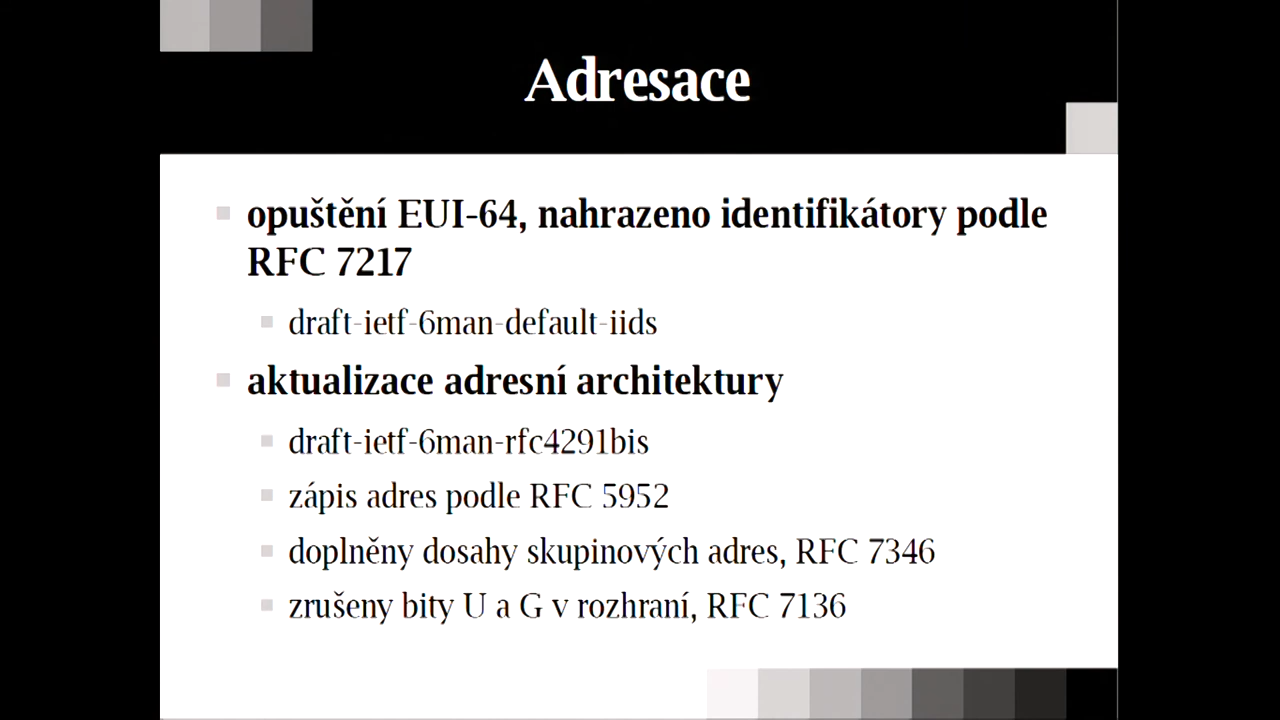 Adresace
opuštění EUI-64, nahrazeno identifikátory podle
RFC 7217
draft-ietf-6man-default-iids
aktualizace adresní architektury
draft-ietf-6man-rfc4291bis
zápis adres podle RFC 5952
doplněny dosahy skupinových adres, RFC 7346
zrušeny bity U a G v rozhraní, RFC 7136